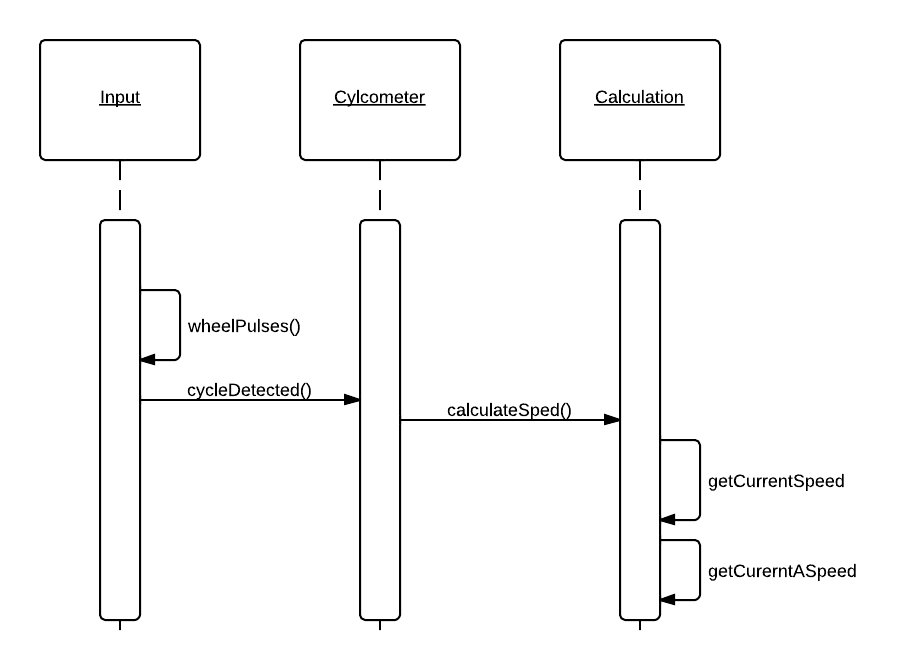 Input
Cylcometer
Calculation
wheelPulses()
cycleDetected()
calculateSped()
getCurrentSpeed
getCurerntASpeed